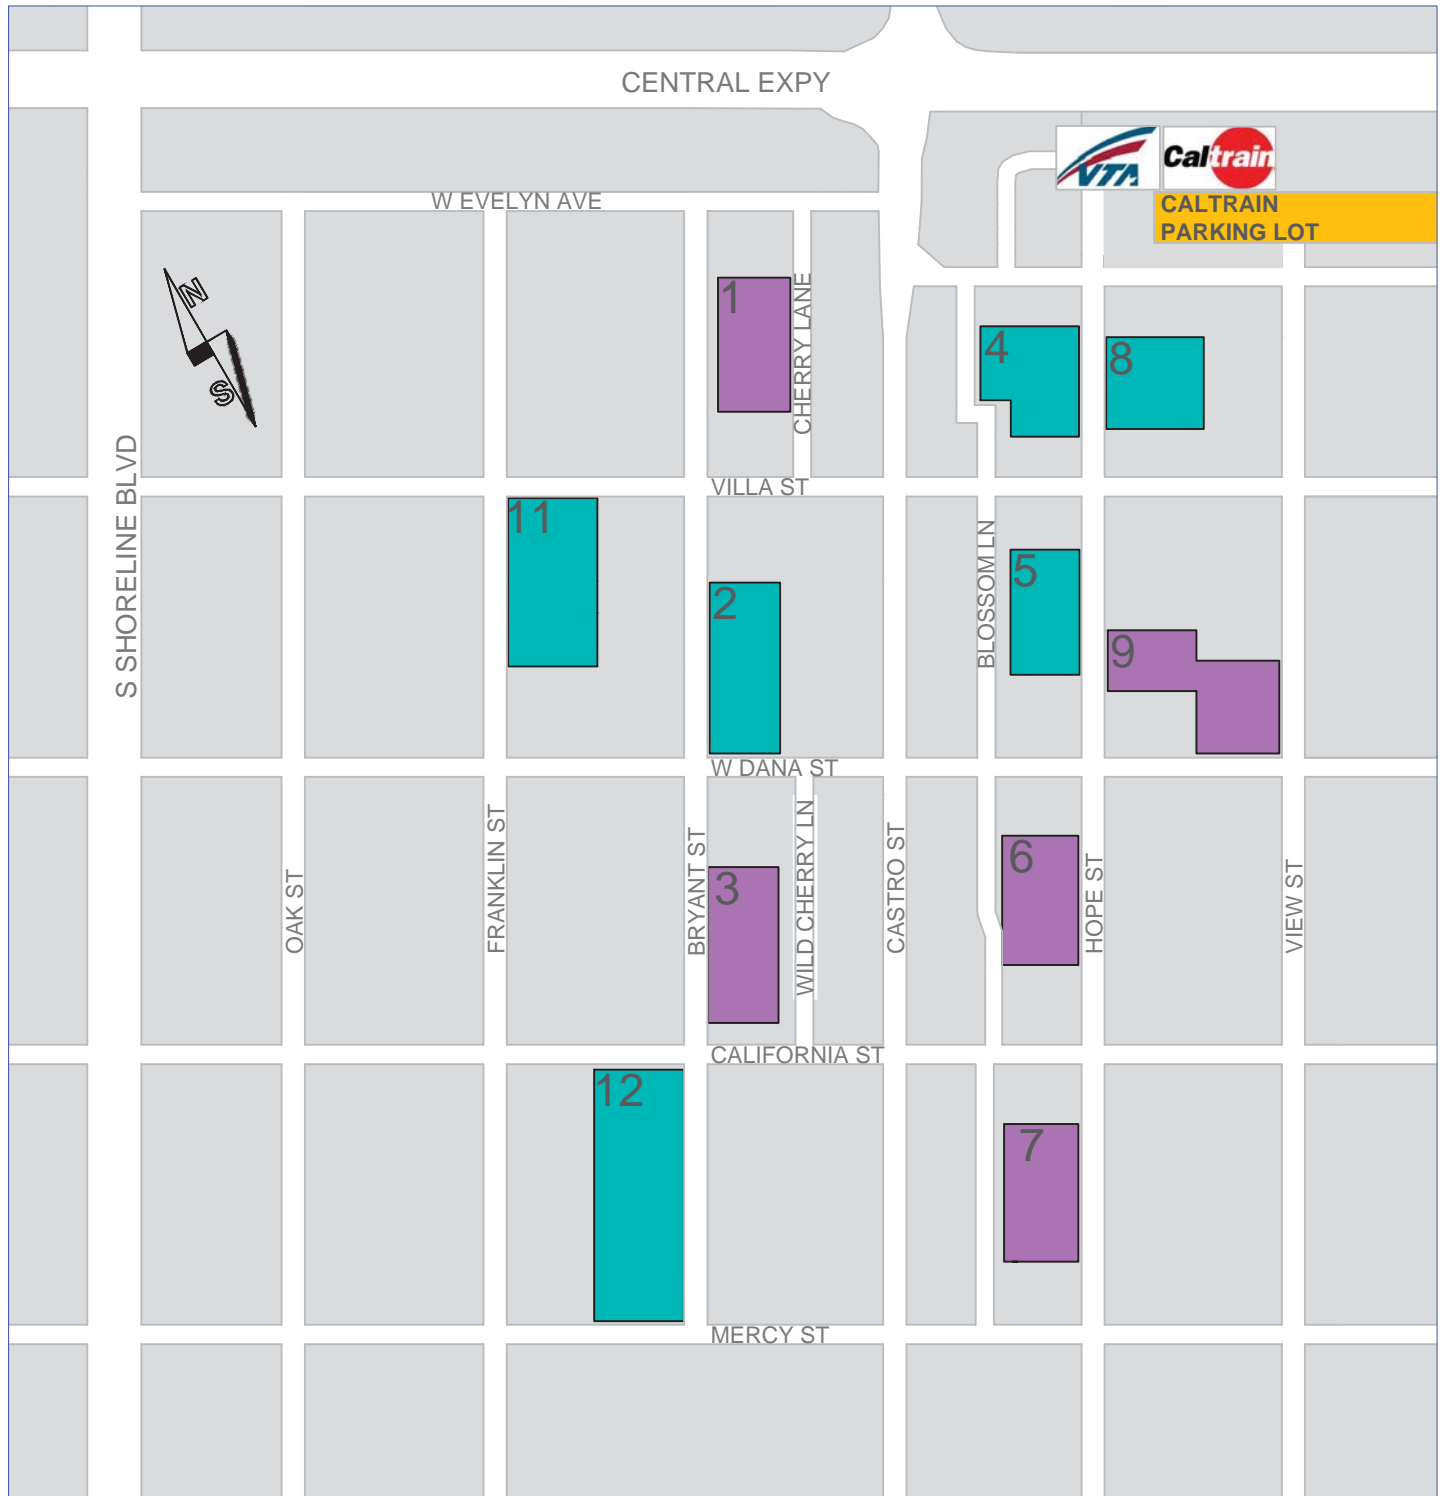 CENTRAL EXPY
VTA
Caltrain
W EVELYN AVE
CALTRAIN
PARKING LOT
N
S
1
CHERRY LANE
4
8
S SHORELINE BLVD
VILLA ST
11
2
BLOSSOM LN
5
9
W DANA ST
OAK ST
FRANKLIN ST
BRYANT ST
3
WILD CHERRY LN
CASTRO ST
6
HOPE ST
VIEW ST
CALIFORNIA ST
12
7
MERCY ST